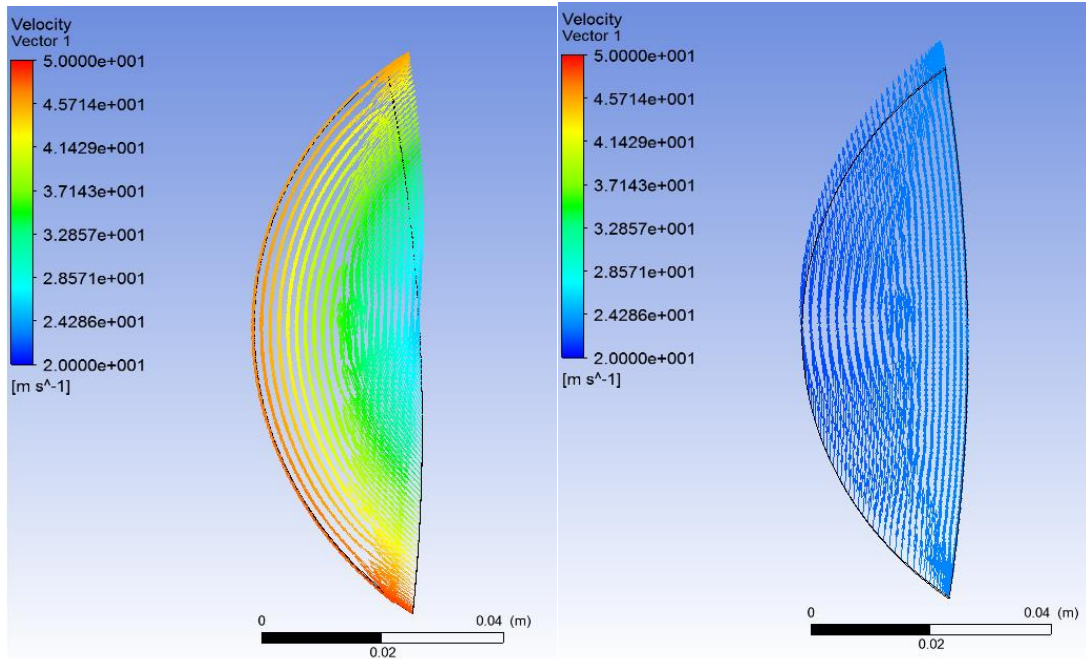 Velocity
Vector 1
5.0000e+001
4.5714e+001
4.1429e+001
3.7143e+001
3.2857e+001
2.8571e+001
2.4286e+001
2.0000e+001
[m s^-1]
0
0.04 (m)
0.02
Velocity
Vector 1
5.0000e+001
4.5714e+001
4.1429e+001
3.7143e+001
3.2857e+001
2.8571e+001
2.4286e+001
2.0000e+001
[m s^-1]
0
0.04 (m)
0.02